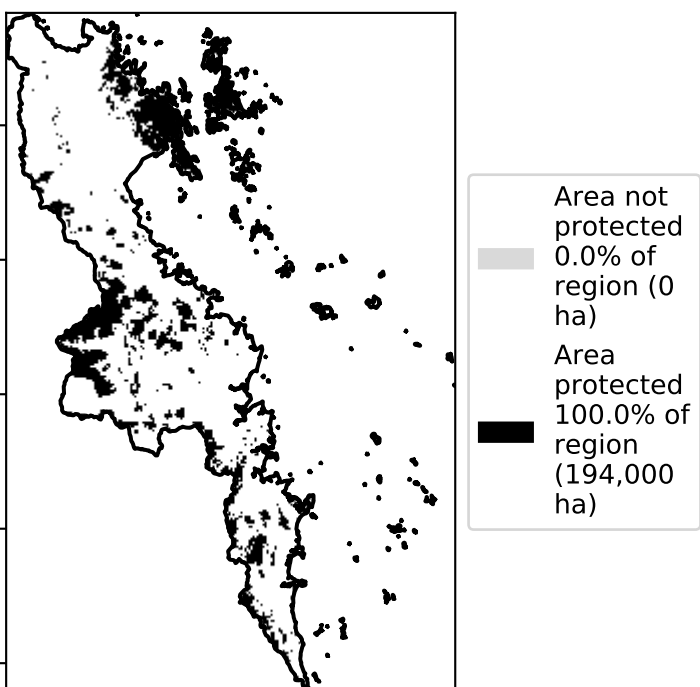 Area not
protected
0.0% of
region (0
ha)
Area
protected
100.0% of
region
(194,000
ha)